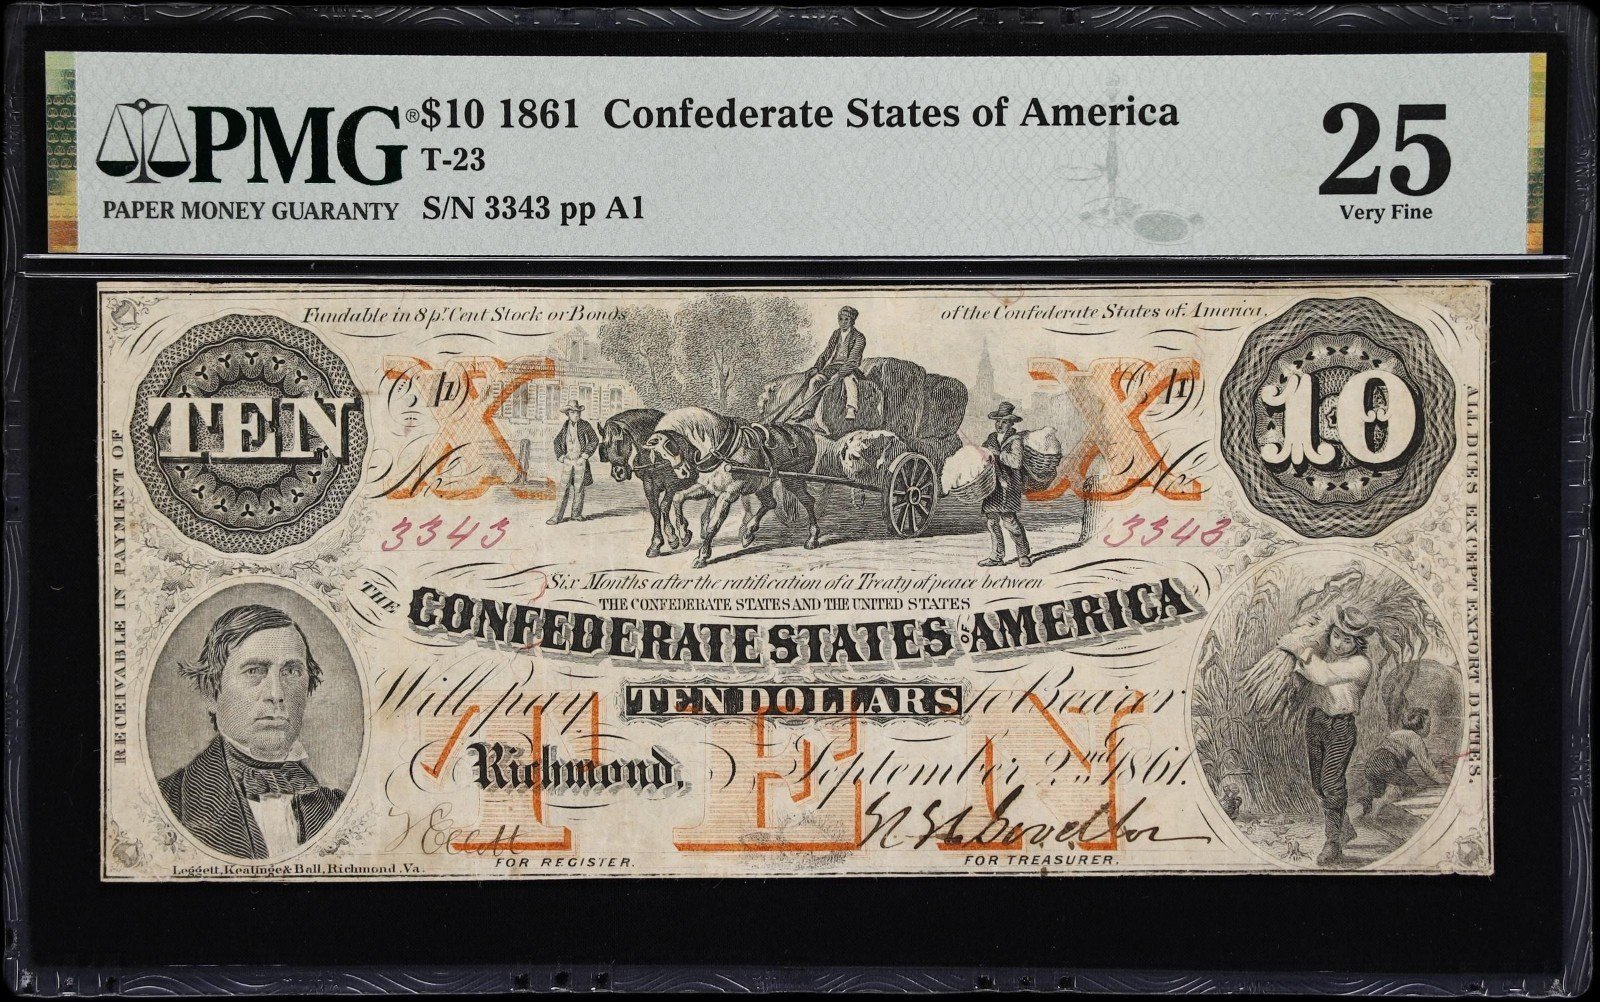 PMG® $10 1861 Confederate States of America
T-23
PAPER MONEY GUARANTY S/N 3343 pp A1
25
Very Fine
Fundable in 8 pr. Cent Stock or Bonds of the Confederate States of America.
TEN
X X
10
A1 A1
No. No.
3343 3343
RECEIVABLE IN PAYMENT OF
ALL DUES EXCEPT EXPORT DUTIES.
Six Months after the ratification of a Treaty of peace between
THE CONFEDERATE STATES AND THE UNITED STATES
THE CONFEDERATE STATES OF AMERICA
Will pay TEN DOLLARS to Bearer
TEN
Richmond, September 2nd 1861.
FOR REGISTER. FOR TREASURER.
Leggett, Keatinge & Ball, Richmond. Va.